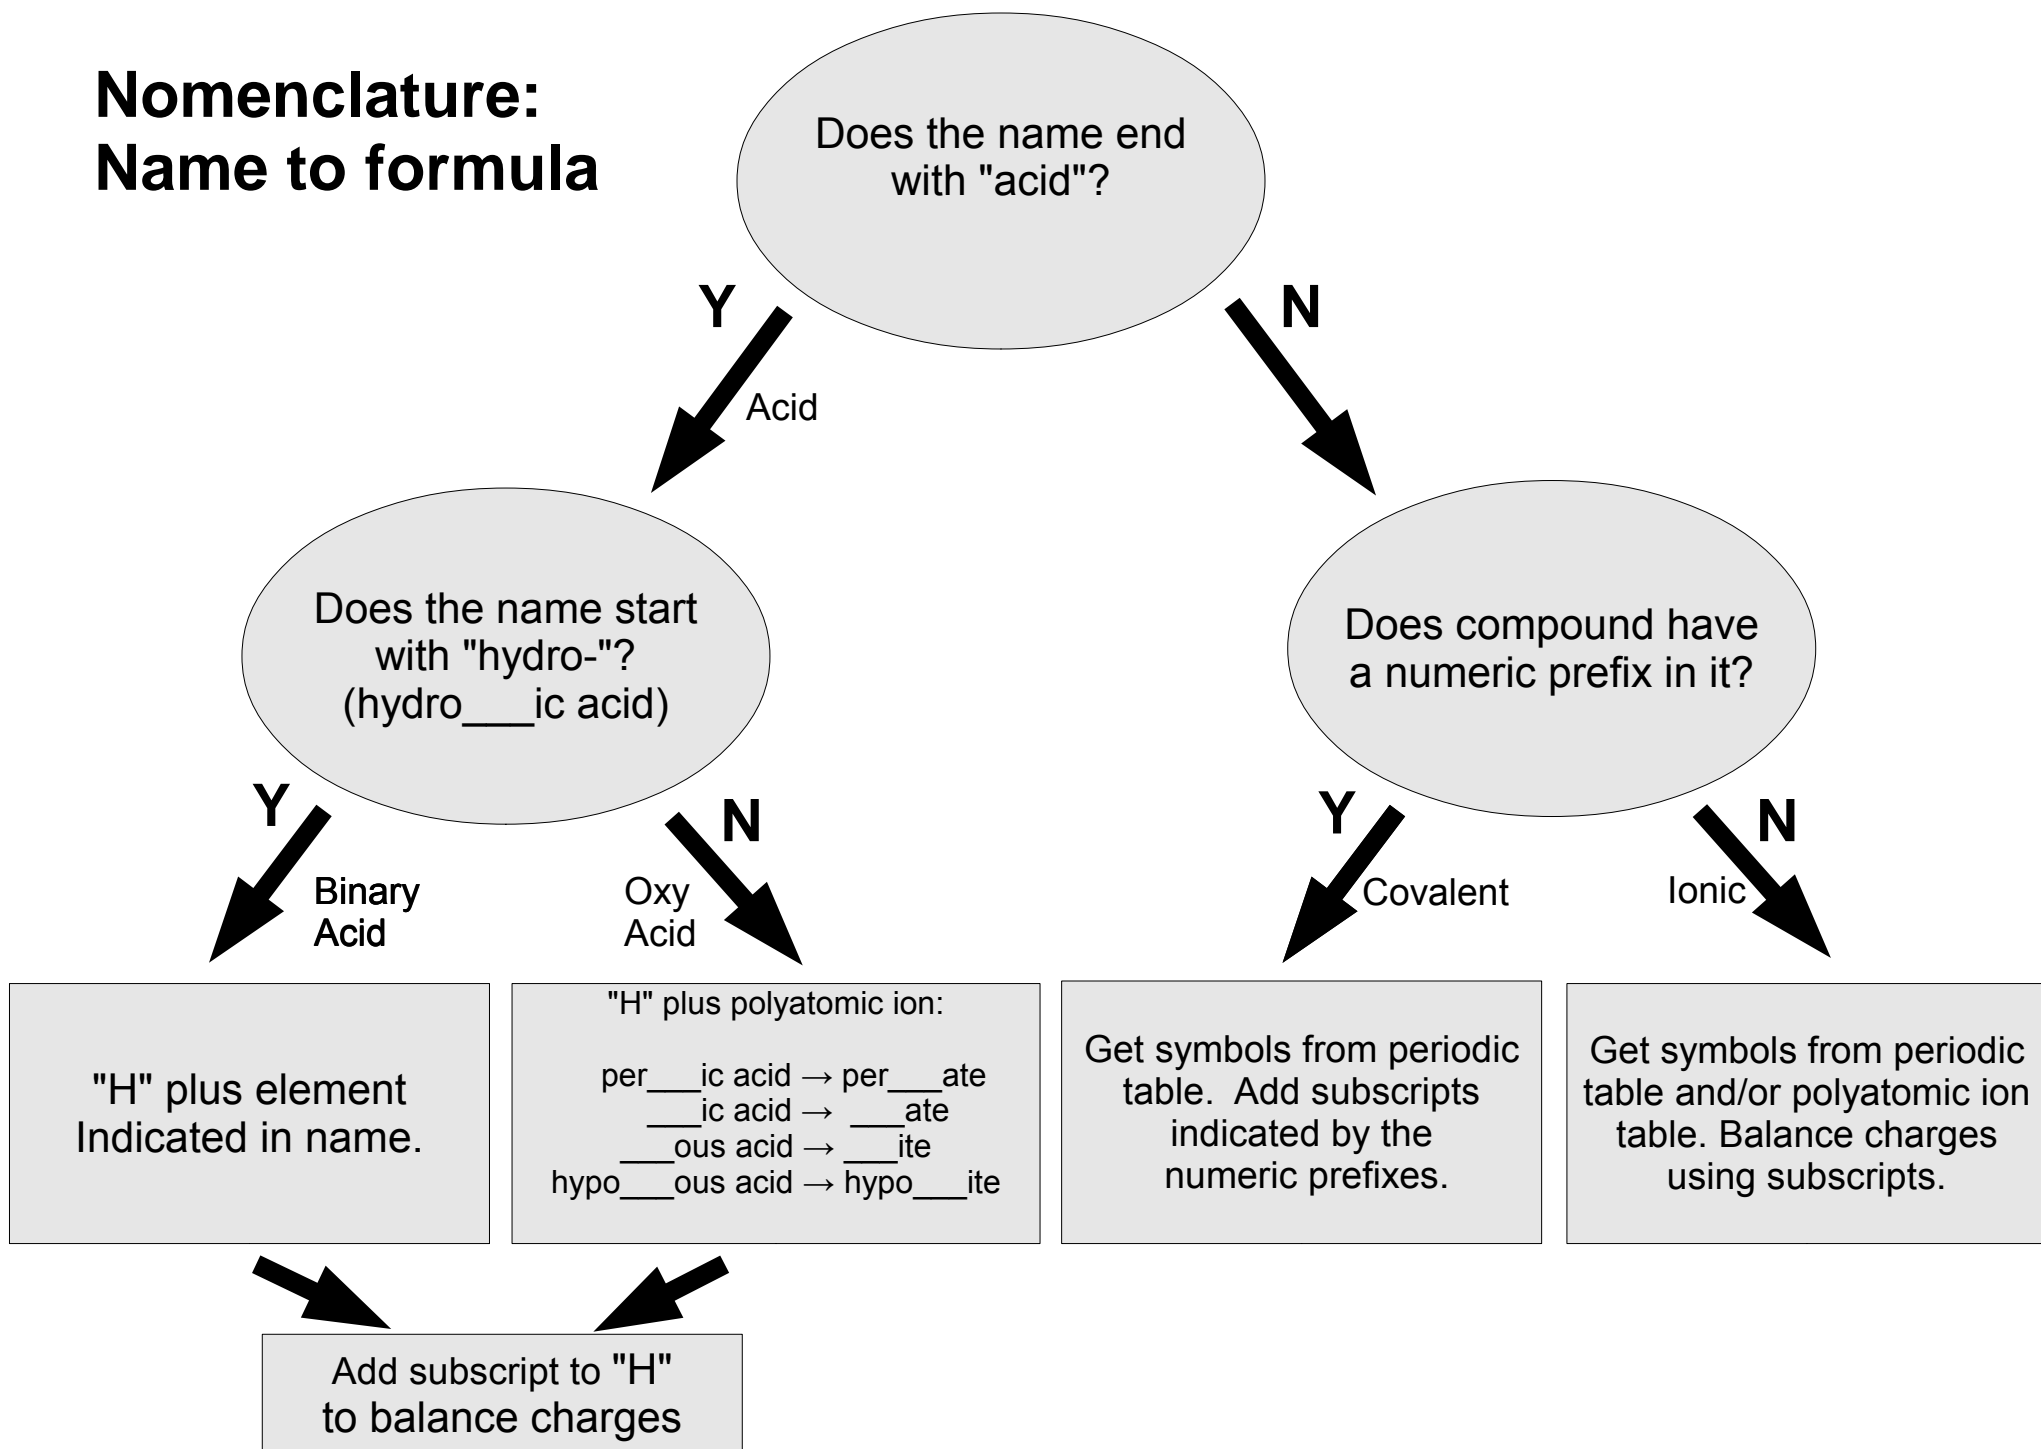 Nomenclature:
Name to formula
Does the name end
with "acid"?
Y
N
Acid
Does the name start
with "hydro-"?
(hydro___ic acid)
Does compound have
a numeric prefix in it?
Y
N
Y
N
Binary
Acid
Oxy
Acid
Covalent
Ionic
"H" plus element
Indicated in name.
"H" plus polyatomic ion:
per___ic acid → per___ate
___ic acid → ___ate
___ous acid → ___ite
hypo___ous acid → hypo___ite
Get symbols from periodic
table. Add subscripts
indicated by the
numeric prefixes.
Get symbols from periodic
table and/or polyatomic ion
table. Balance charges
using subscripts.
Add subscript to "H"
to balance charges